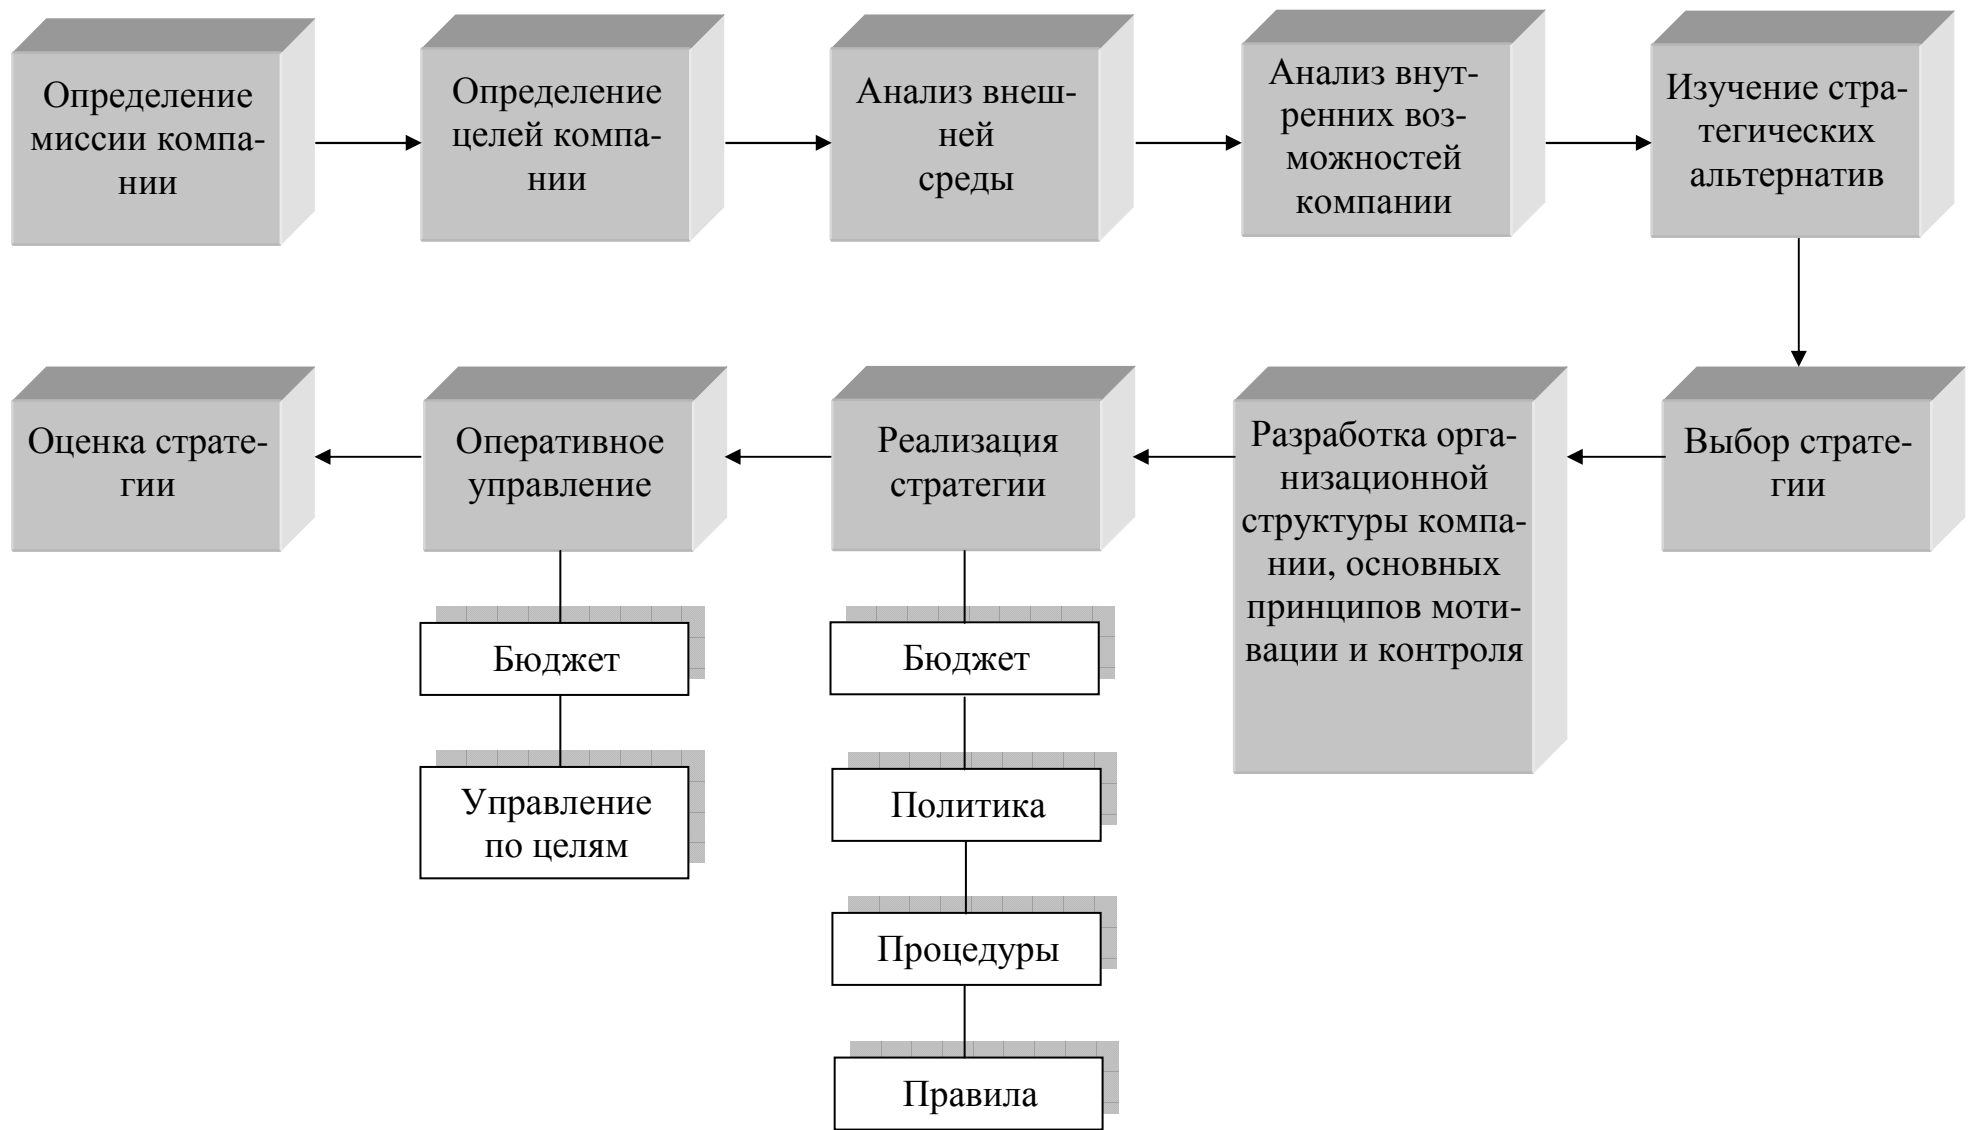 Определение
миссии компа-
нии
Определение
целей компа-
нии
Анализ внеш-
ней
среды
Анализ внут-
ренних воз-
можностей
компании
Изучение стра-
тегических
альтернатив
Оценка страте-
гии
Оперативное
управление
Реализация
стратегии
Разработка орга-
низационной
структуры компа-
нии, основных
принципов моти-
вации и контроля
Выбор страте-
гии
Бюджет
Управление
по целям
Бюджет
Политика
Процедуры
Правила